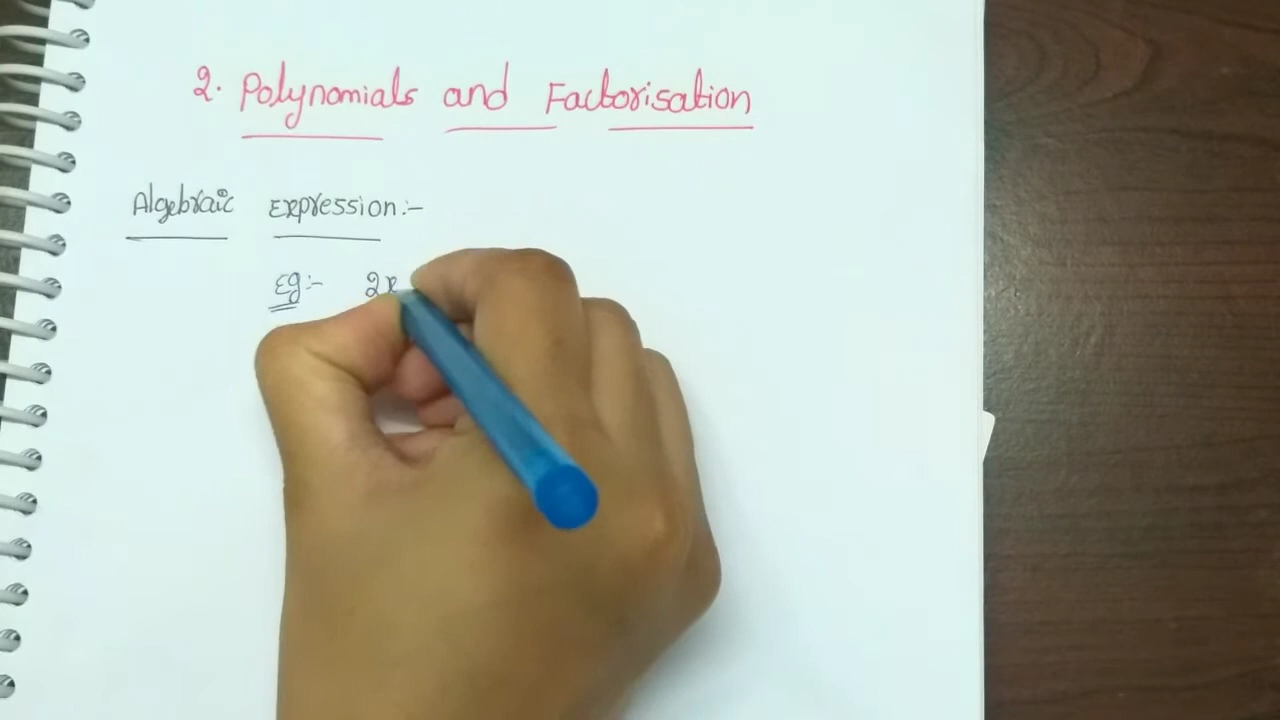 2. Polynomials and Factorisation
Algebraic Expression:-
Eg:- 2x